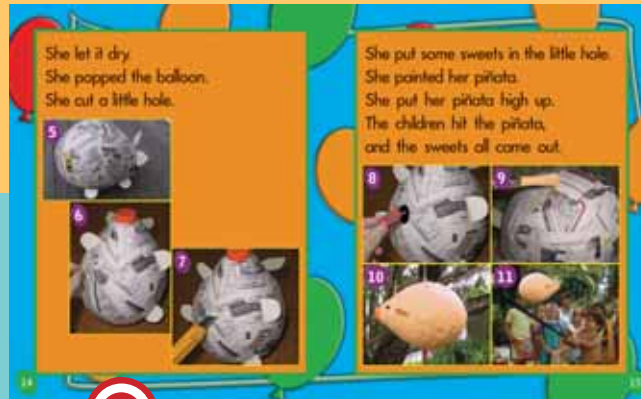 She let it dry.
She popped the balloon.
She cut a little hole.
5
6
7
14
She put some sweets in the little hole.
She painted her piñata.
She put her piñata high up.
The children hit the piñata,
and the sweets all came out.
8
9
10
11
15